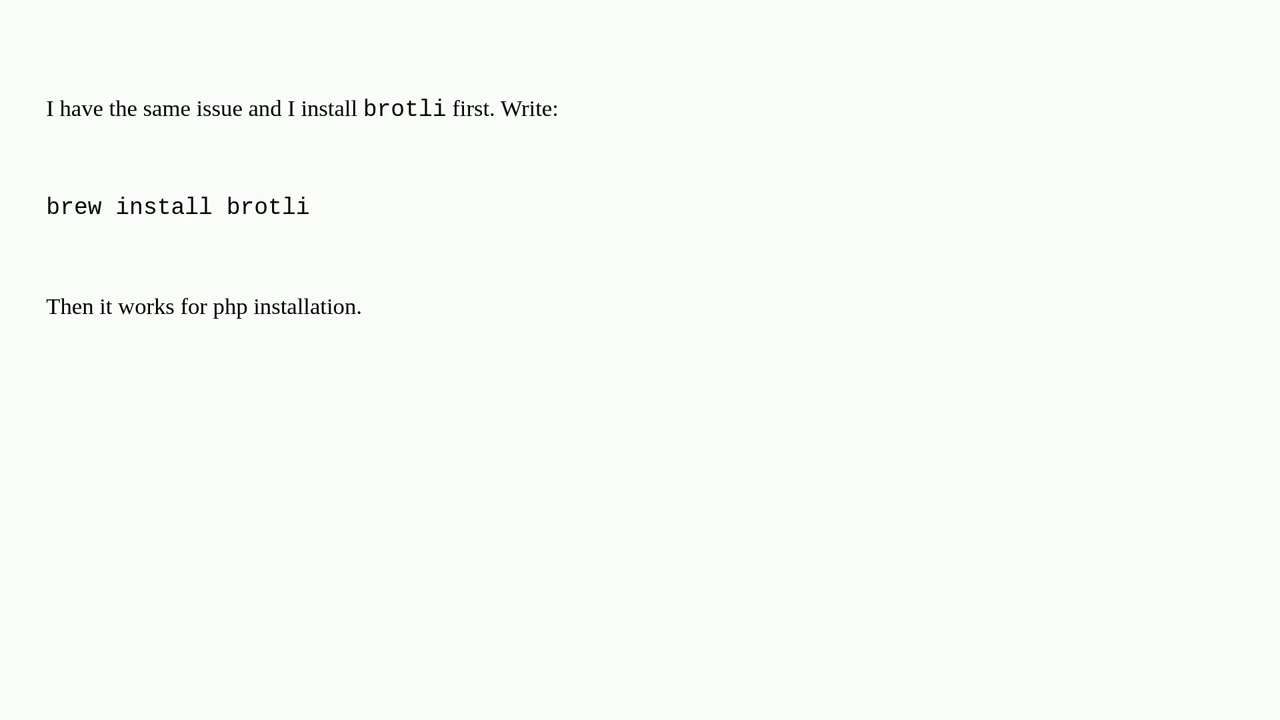 I have the same issue and I install brotli first. Write:
brew install brotli
Then it works for php installation.